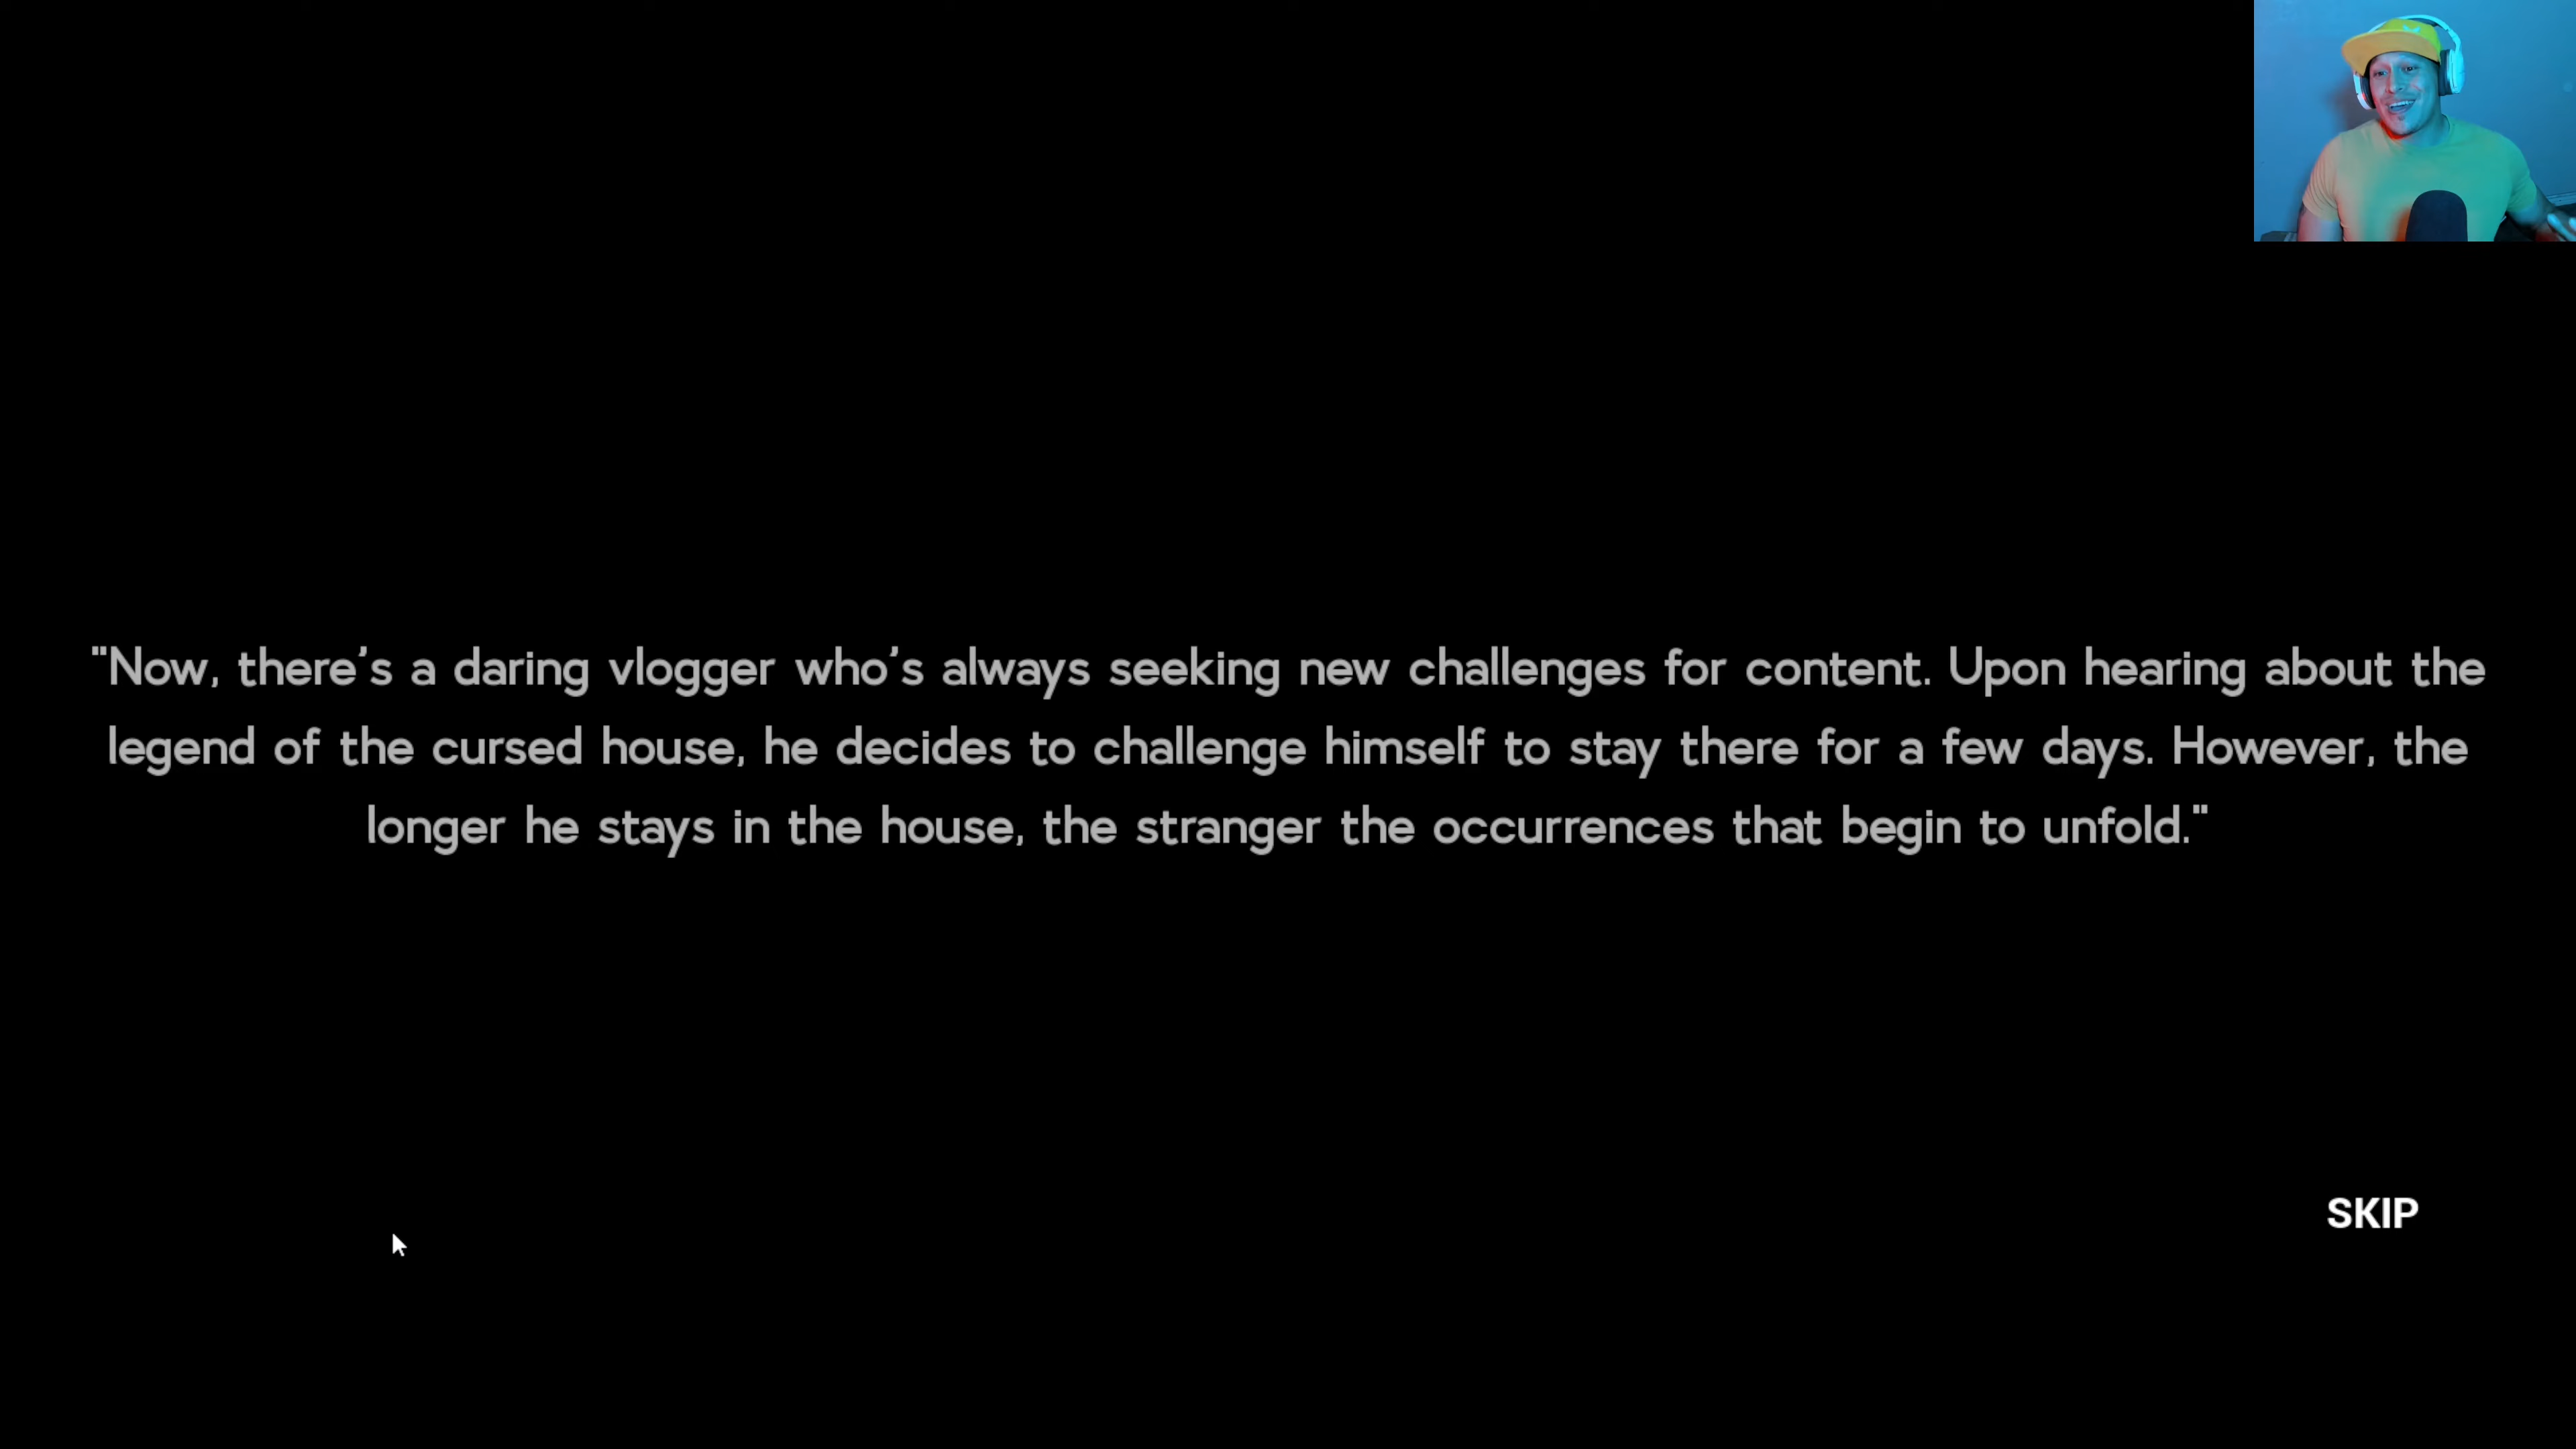 "Now, there's a daring vlogger who's always seeking new challenges for content. Upon hearing about the
legend of the cursed house, he decides to challenge himself to stay there for a few days. However, the
longer he stays in the house, the stranger the occurrences that begin to unfold."
SKIP